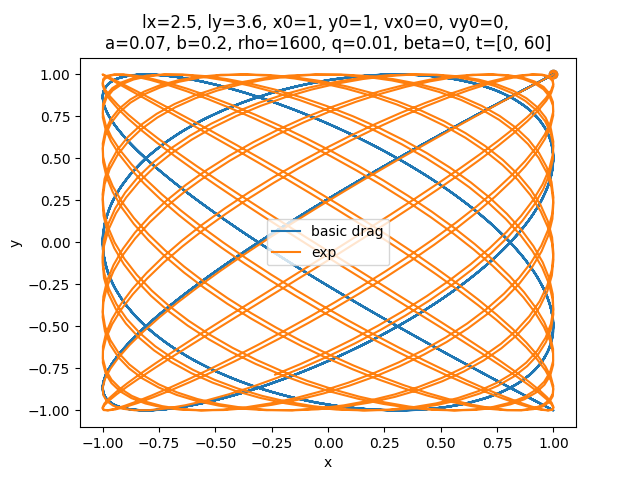 lx=2.5, ly=3.6, x0=1, y0=1, vx0=0, vy0=0,
a=0.07, b=0.2, rho=1600, q=0.01, beta=0, t=[0, 60]
1.00
0.75
0.50
0.25
0.00
−0.25
−0.50
−0.75
−1.00
y
basic drag
exp
−1.00 −0.75 −0.50 −0.25 0.00 0.25 0.50 0.75 1.00
x